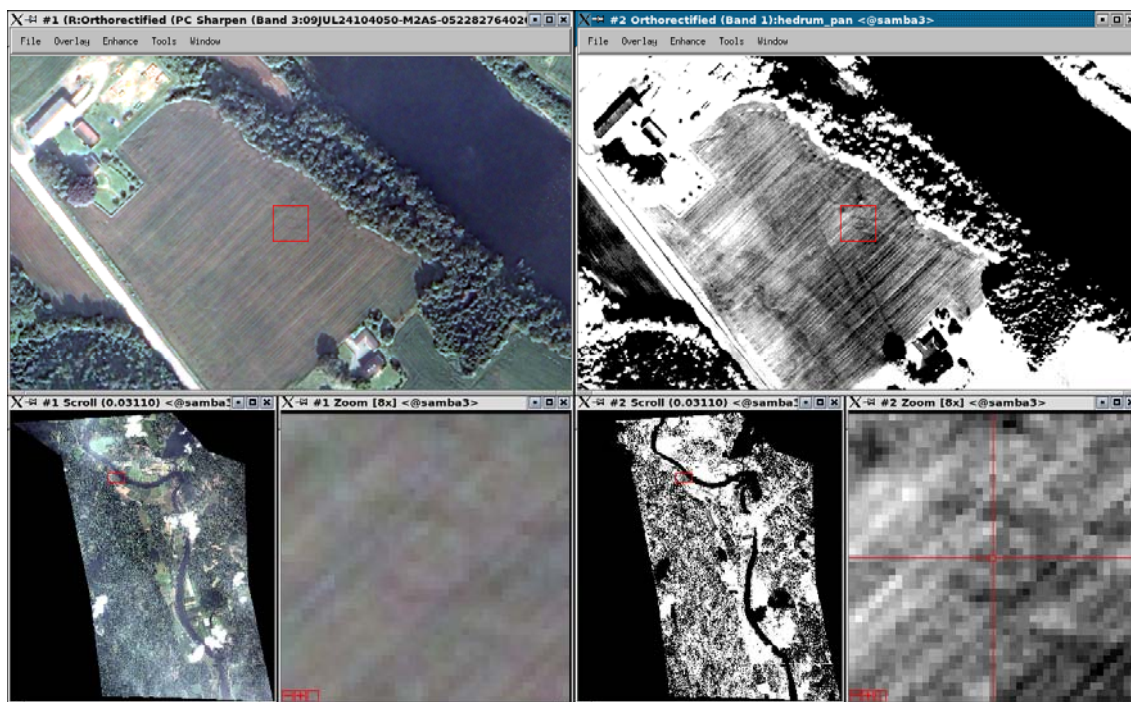 #1 (R:Orthorectified (PC Sharpen (Band 3:09JUL24104050-M2AS-05228276402
#2 Orthorectified (Band 1):hedrum_pan <@samba3>
File Overlay Enhance Tools Window
File Overlay Enhance Tools Window
#1 Scroll (0.03110) <@samba3
#1 Zoom [8x] <@samba3>
#2 Scroll (0.03110) <@samba3
#2 Zoom [8x] <@samba3>